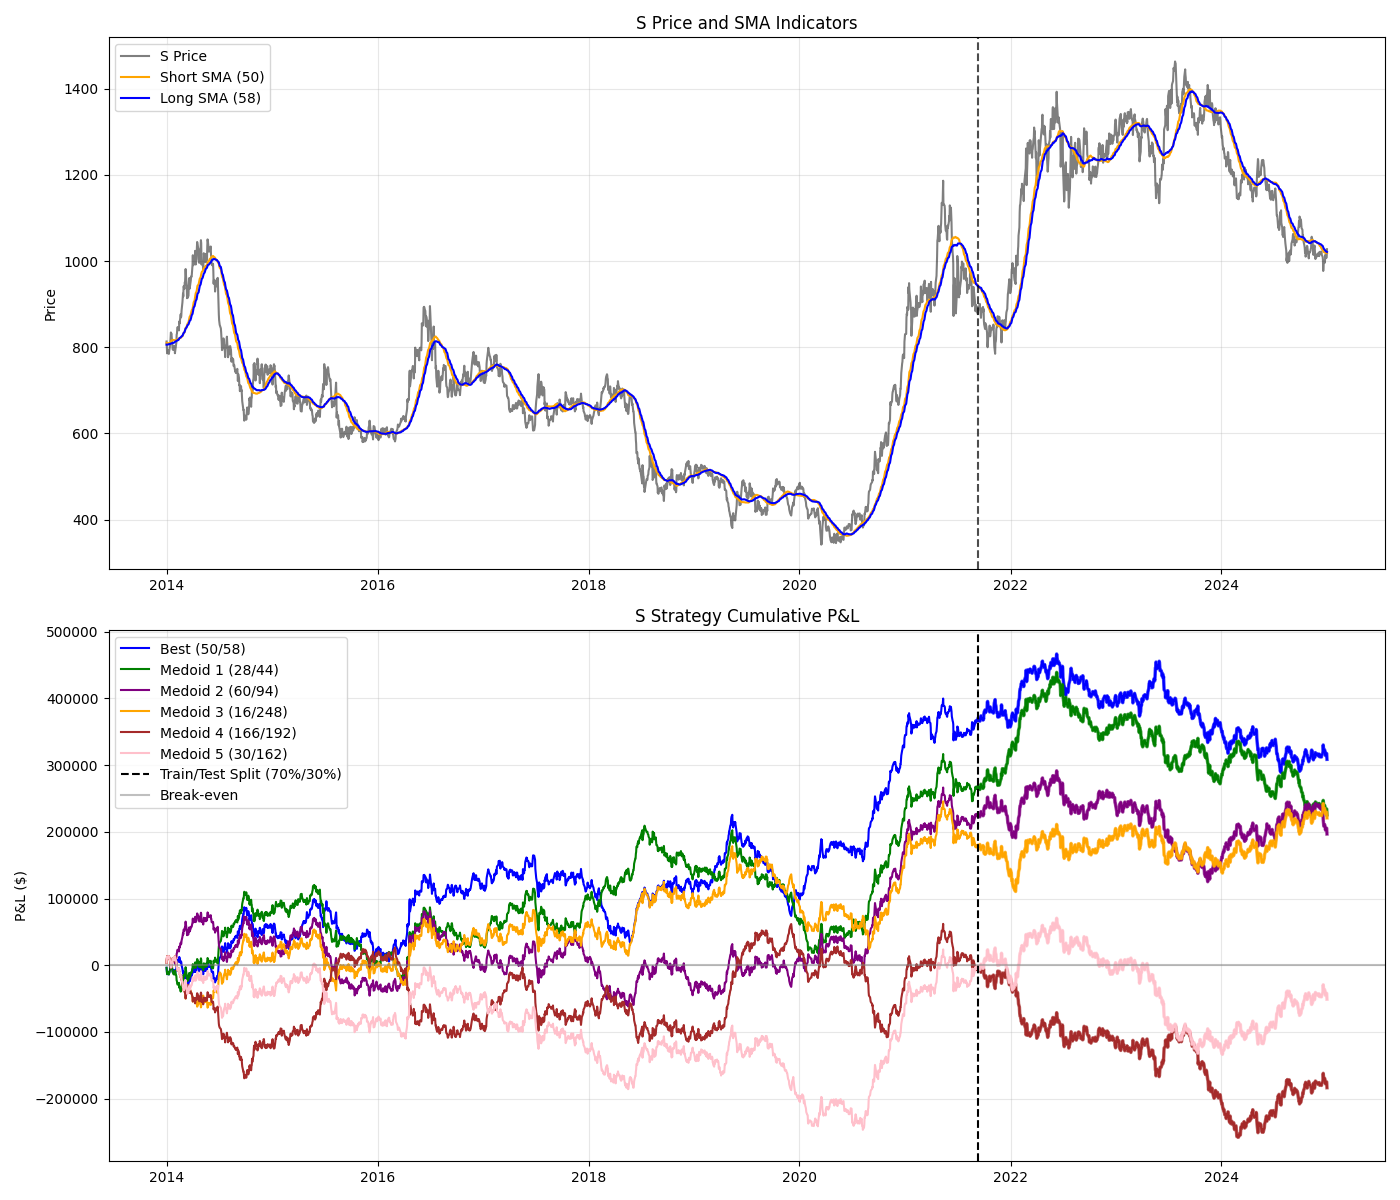 S Price and SMA Indicators
S Price
Short SMA (50)
Long SMA (58)
Price
1400
1200
1000
800
600
400
2014
2016
2018
2020
2022
2024
S Strategy Cumulative P&L
Best (50/58)
Medoid 1 (28/44)
Medoid 2 (60/94)
Medoid 3 (16/248)
Medoid 4 (166/192)
Medoid 5 (30/162)
Train/Test Split (70%/30%)
Break-even
P&L ($)
500000
400000
300000
200000
100000
0
−100000
−200000
2014
2016
2018
2020
2022
2024